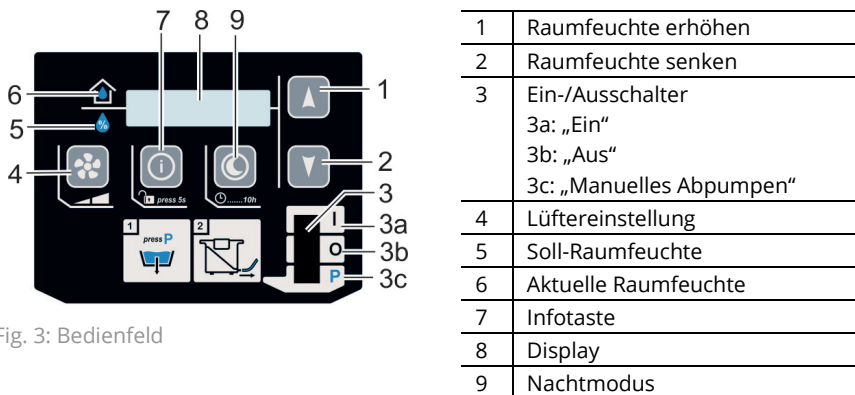 7 8 9
6
5
4
1
2
3
3a
3b
3c
%
i
press 5s
......10h
1
press P
2
I
O
P
Fig. 3: Bedienfeld
1 Raumfeuchte erhöhen
2 Raumfeuchte senken
3 Ein-/Ausschalter
3a: „Ein“
3b: „Aus“
3c: „Manuelles Abpumpen“
4 Lüftereinstellung
5 Soll-Raumfeuchte
6 Aktuelle Raumfeuchte
7 Infotaste
8 Display
9 Nachtmodus